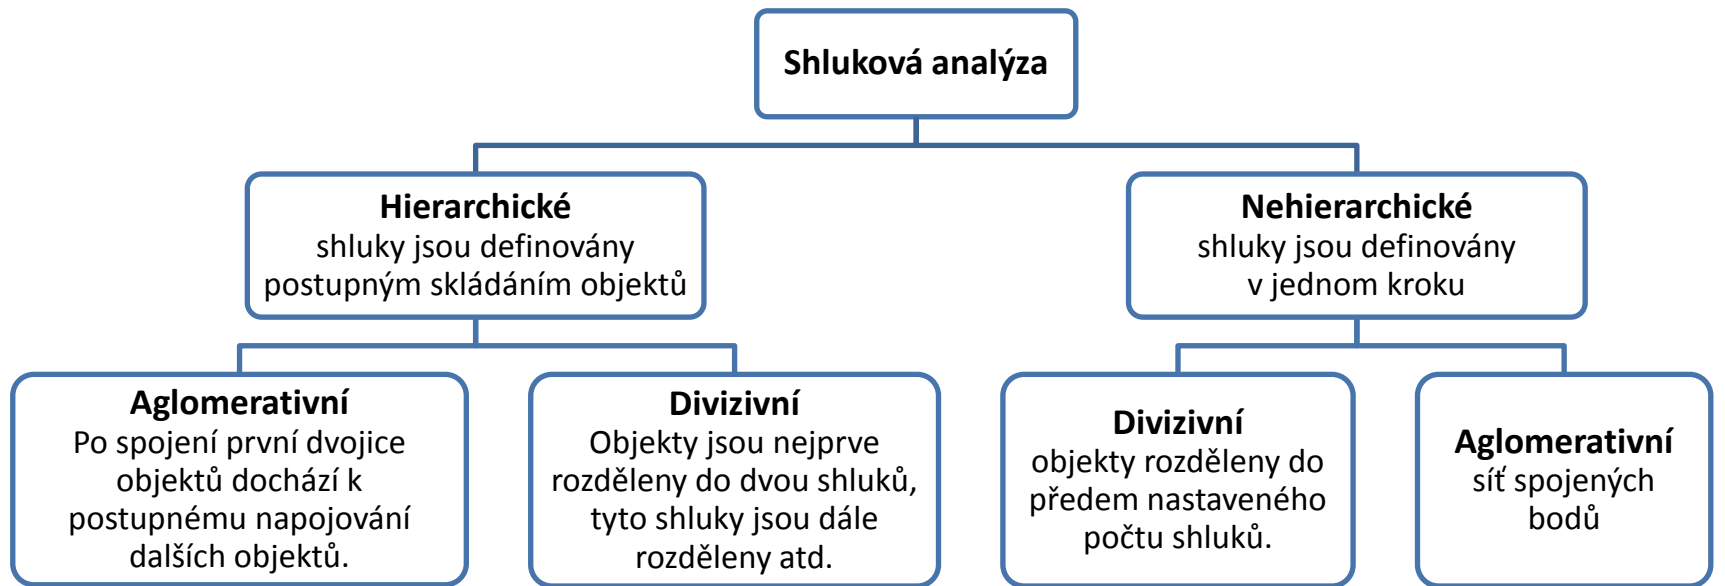 Shluková analýza
Hierarchické
shluky jsou definovány
postupným skládáním objektů
Nehierarchické
shluky jsou definovány
v jednom kroku
Aglomerativní
Po spojení první dvojice
objektů dochází k
postupnému napojování
dalších objektů.
Divizivní
Objekty jsou nejprve
rozděleny do dvou shluků,
tyto shluky jsou dále
rozděleny atd.
Divizivní
objekty rozděleny do
předem nastaveného
počtu shluků.
Aglomerativní
síť spojených
bodů